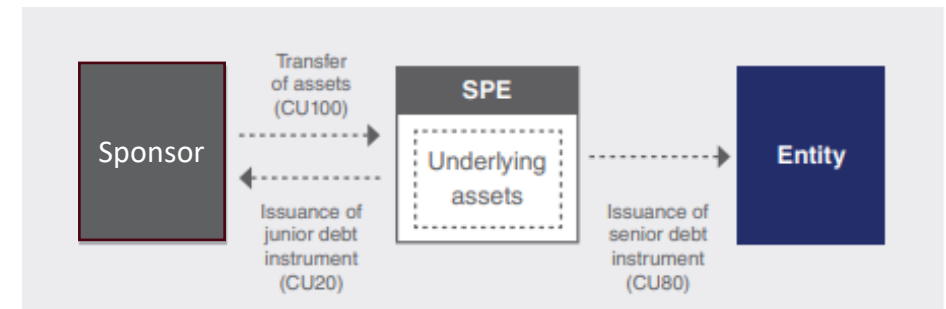 Sponsor
Transfer
of assets
(CU100)
Issuance of
junior debt
instrument
(CU20)
SPE
Underlying
assets
Issuance of
senior debt
instrument
(CU80)
Entity